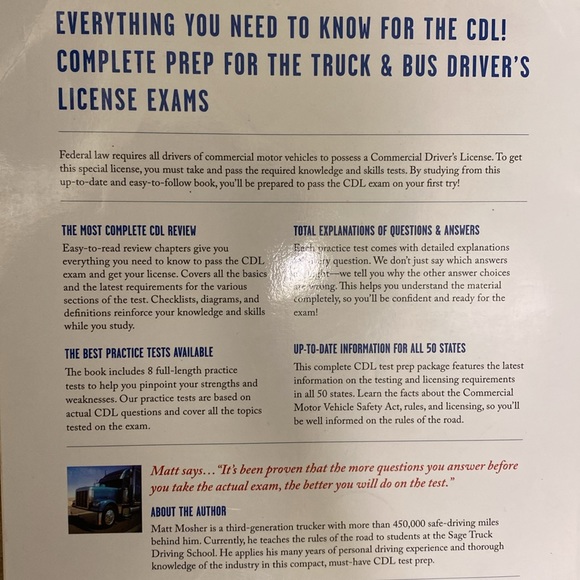 EVERYTHING YOU NEED TO KNOW FOR THE CDL!
COMPLETE PREP FOR THE TRUCK & BUS DRIVER'S
LICENSE EXAMS
Federal law requires all drivers of commercial motor vehicles to possess a Commercial Driver's License. To get
this special license, you must take and pass the required knowledge and skills tests. By studying from this
up-to-date and easy-to-follow book, you'll be prepared to pass the CDL exam on your first try!
THE MOST COMPLETE CDL REVIEW
Easy-to-read review chapters give you
everything you need to know to pass the CDL
exam and get your license. Covers all the basics
and the latest requirements for the various
sections of the test. Checklists, diagrams, and
definitions reinforce your knowledge and skills
while you study.
THE BEST PRACTICE TESTS AVAILABLE
The book includes 8 full-length practice
tests to help you pinpoint your strengths and
weaknesses. Our practice tests are based on
actual CDL questions and cover all the topics
tested on the exam.
TOTAL EXPLANATIONS OF QUESTIONS & ANSWERS
Each practice test comes with detailed explanations
question. We don't just say which answers
we tell you why the other answer choices
are wrong. This helps you understand the material
completely, so you'll be confident and ready for the
exam!
UP-TO-DATE INFORMATION FOR ALL 50 STATES
This complete CDL test prep package features the latest
information on the testing and licensing requirements
in all 50 states. Learn the facts about the Commercial
Motor Vehicle Safety Act, rules, and licensing, so you'll
be well informed on the rules of the road.
Matt says... "It's been proven that the more questions you answer before
you take the actual exam, the better you will do on the test."
ABOUT THE AUTHOR
Matt Mosher is a third-generation trucker with more than 450,000 safe-driving miles
behind him. Currently, he teaches the rules of the road to students at the Sage Truck
Driving School. He applies his many years of personal driving experience and thorough
knowledge of the industry in this compact, must-have CDL test prep.